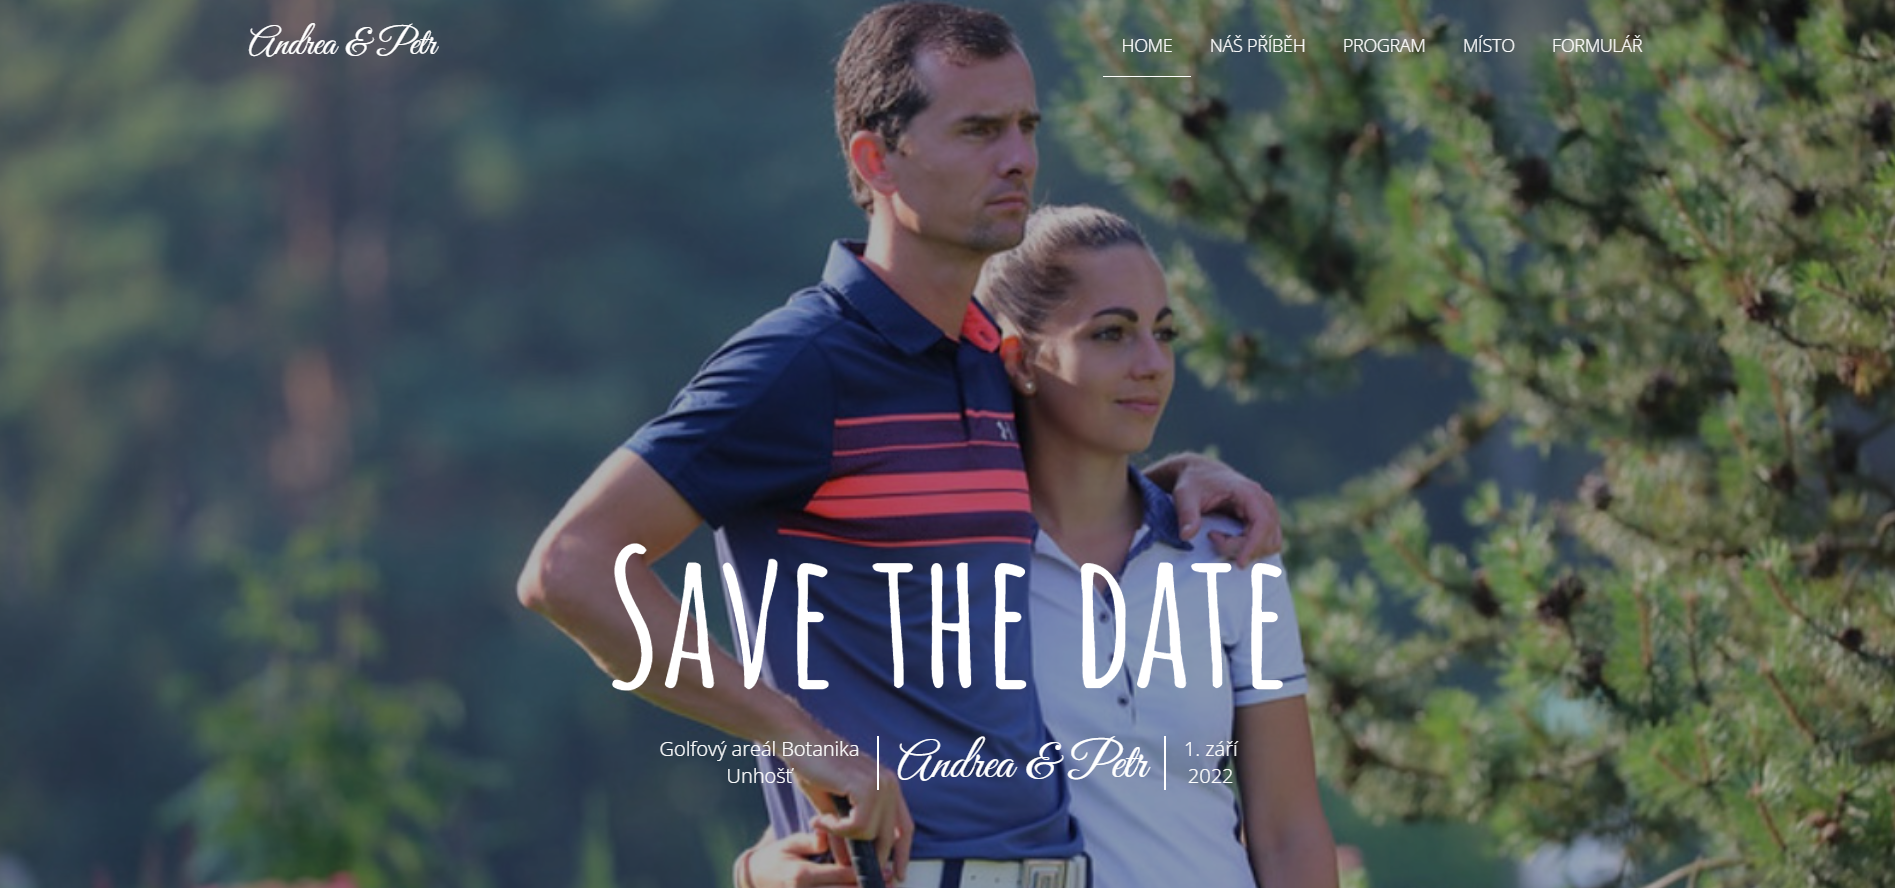 Andrea & Petr
HOME NÁŠ PŘÍBĚH PROGRAM MÍSTO FORMULÁŘ
SAVE THE DATE
Golfový areál Botanika
Unhošť
Andrea & Petr
1. září
2022